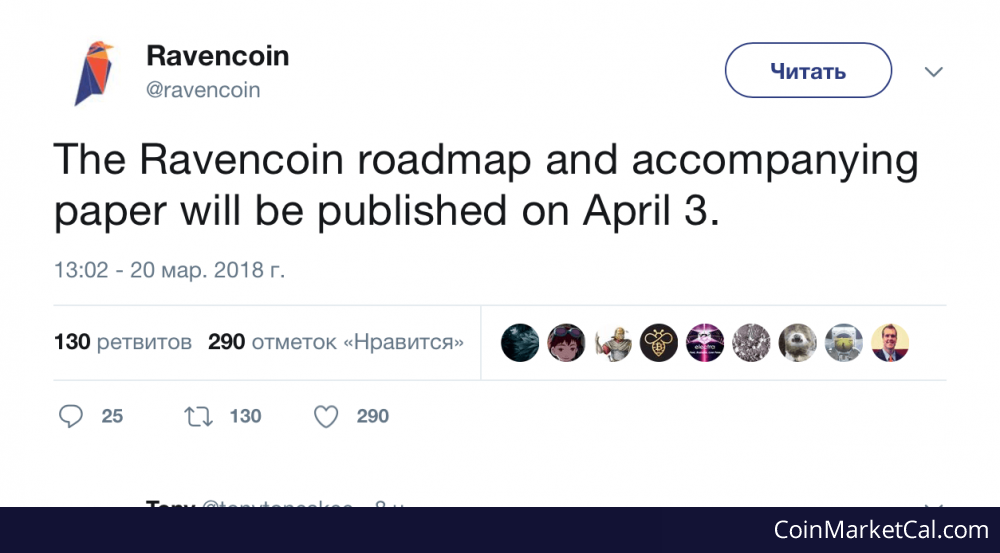 Ravencoin
@ravencoin
Читать
The Ravencoin roadmap and accompanying
paper will be published on April 3.
13:02 - 20 мар. 2018 г.
130 ретвитов 290 отметок «Нравится»
25 130 290
Tony
CoinMarketCal.com